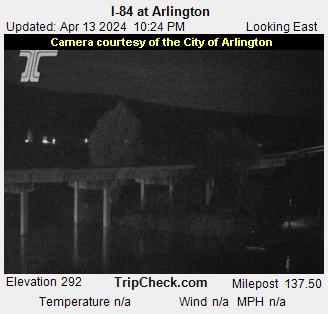 I-84 at Arlington
Updated: Apr 13 2024 10:24 PM Looking East
Camera courtesy of the City of Arlington
Elevation 292 TripCheck.com Milepost 137.50
Temperature n/a Wind n/a MPH n/a